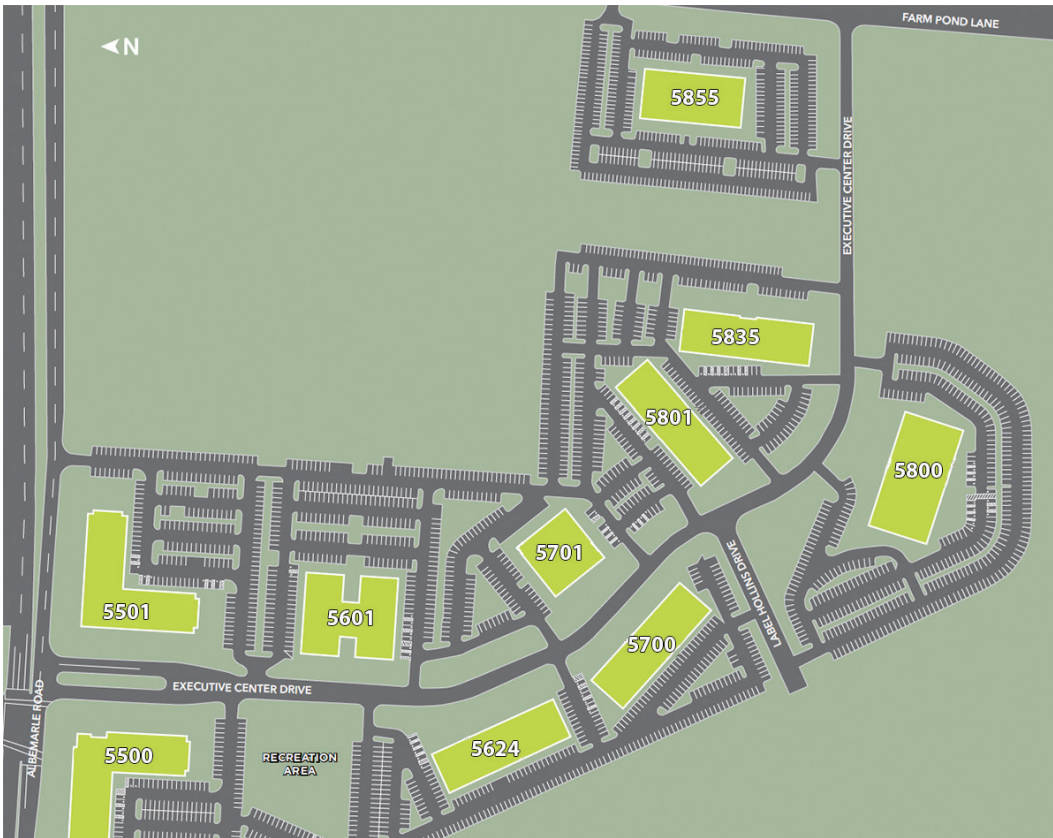 FARM POND LANE
N
5855
EXECUTIVE CENTER DRIVE
5835
5801
5800
5701
LABEL HOLLINS DRIVE
5501
5601
5700
EXECUTIVE CENTER DRIVE
ALBEMARLE ROAD
5500
RECREATION
AREA
5624